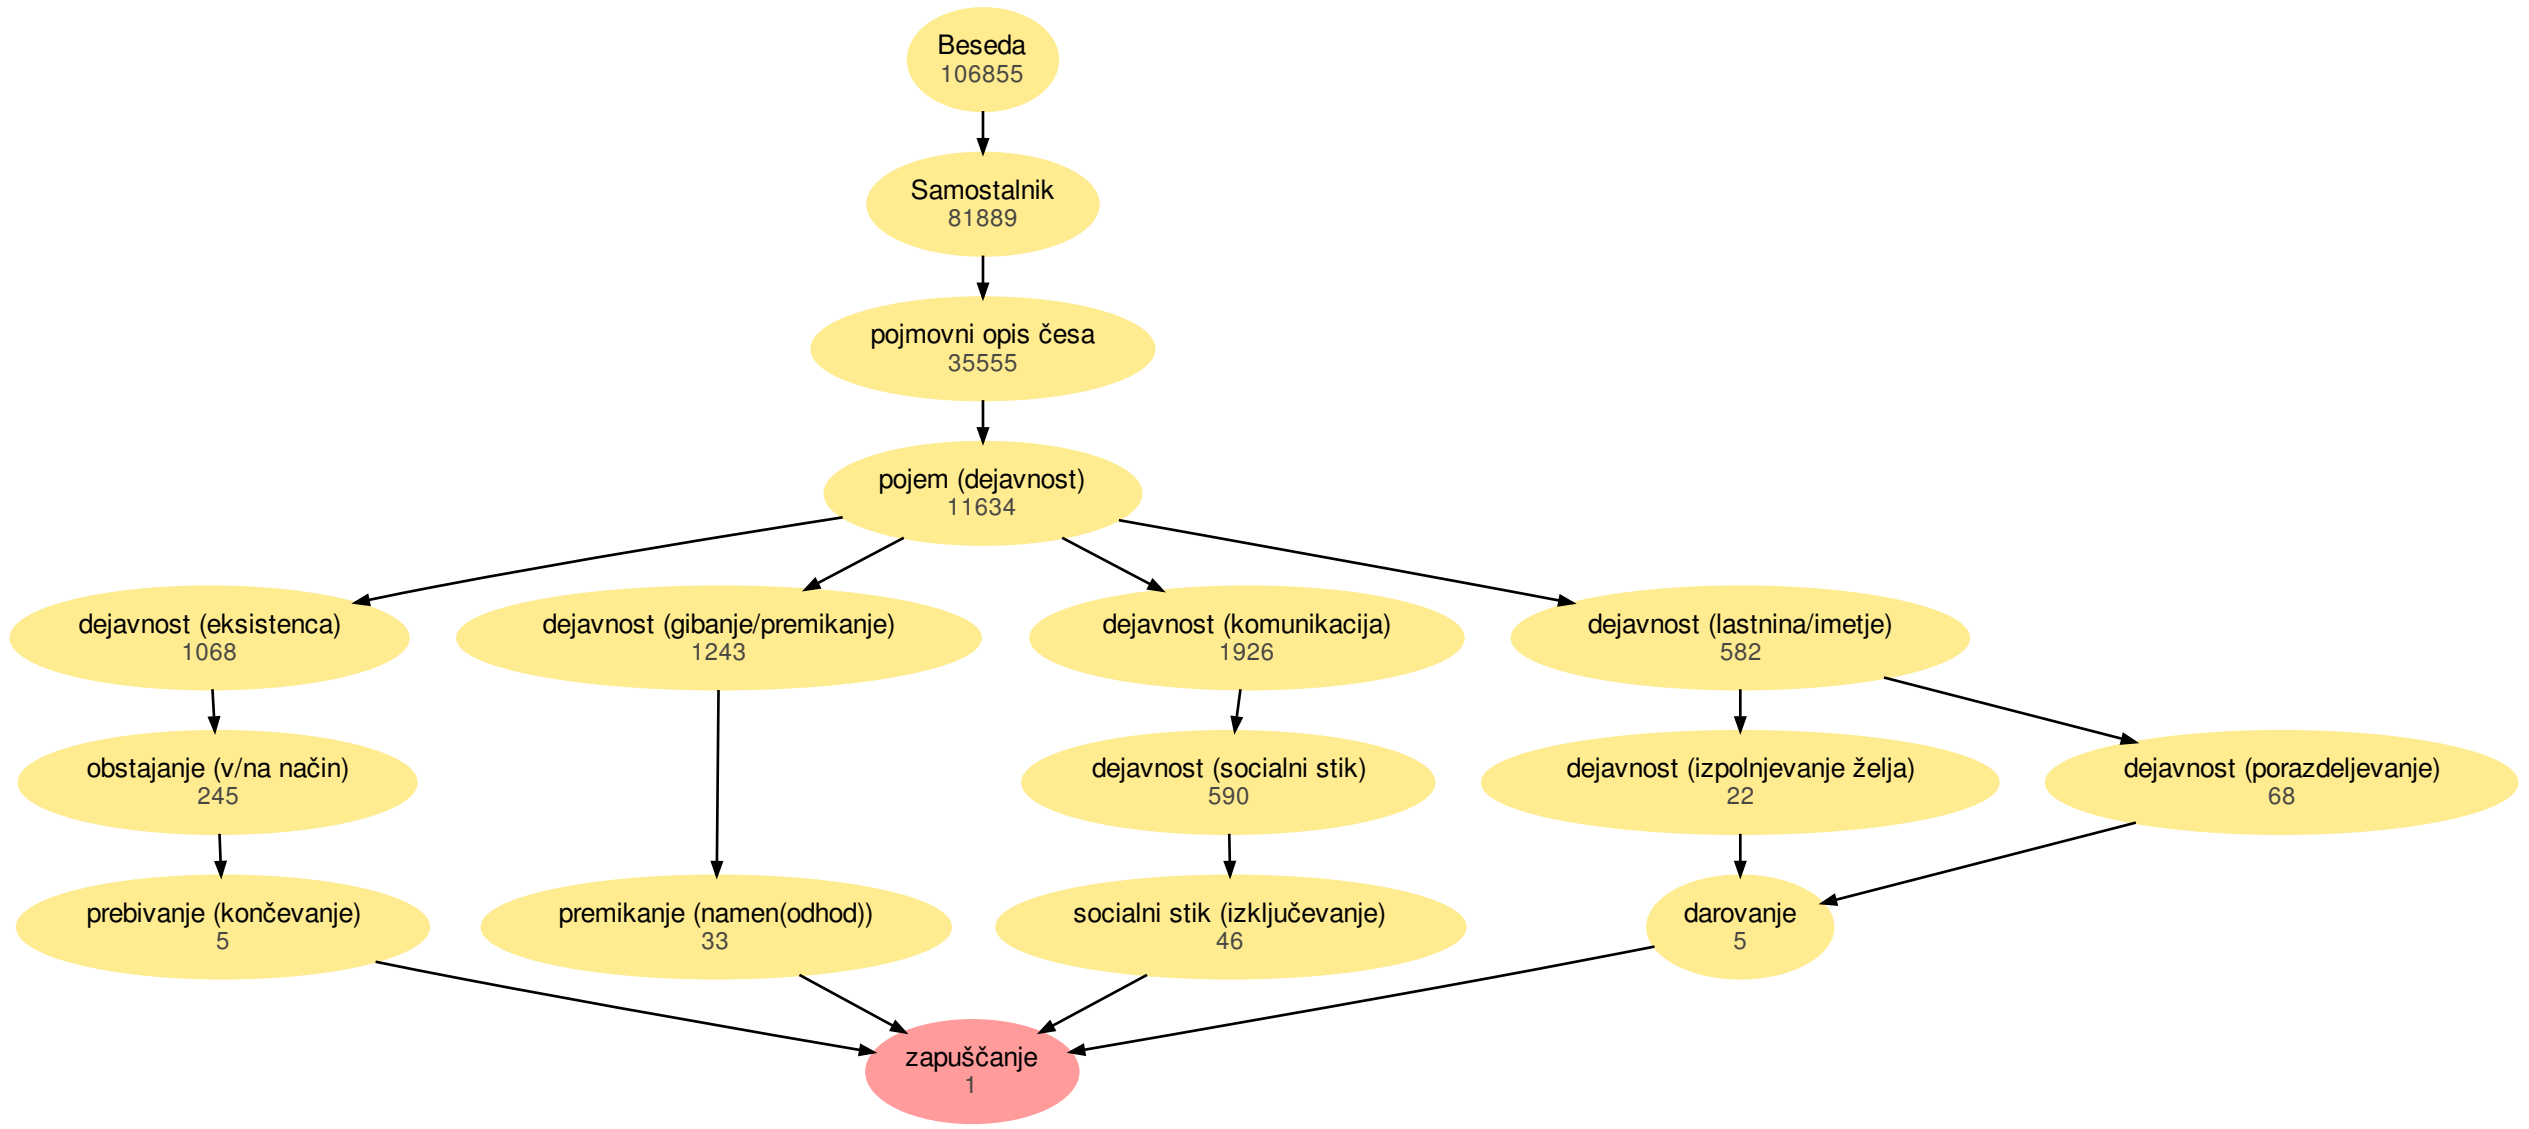 Beseda
106855
Samostalnik
81889
pojmovni opis česa
35555
pojem (dejavnost)
11634
dejavnost (eksistenca)
1068
dejavnost (gibanje/premikanje)
1243
dejavnost (komunikacija)
1926
dejavnost (lastnina/imetje)
582
obstajanje (v/na način)
245
dejavnost (socialni stik)
590
dejavnost (izpolnjevanje želja)
22
dejavnost (porazdeljevanje)
68
prebivanje (končevanje)
5
premikanje (namen(odhod))
33
socialni stik (izključevanje)
46
darovanje
5
zapuščanje
1